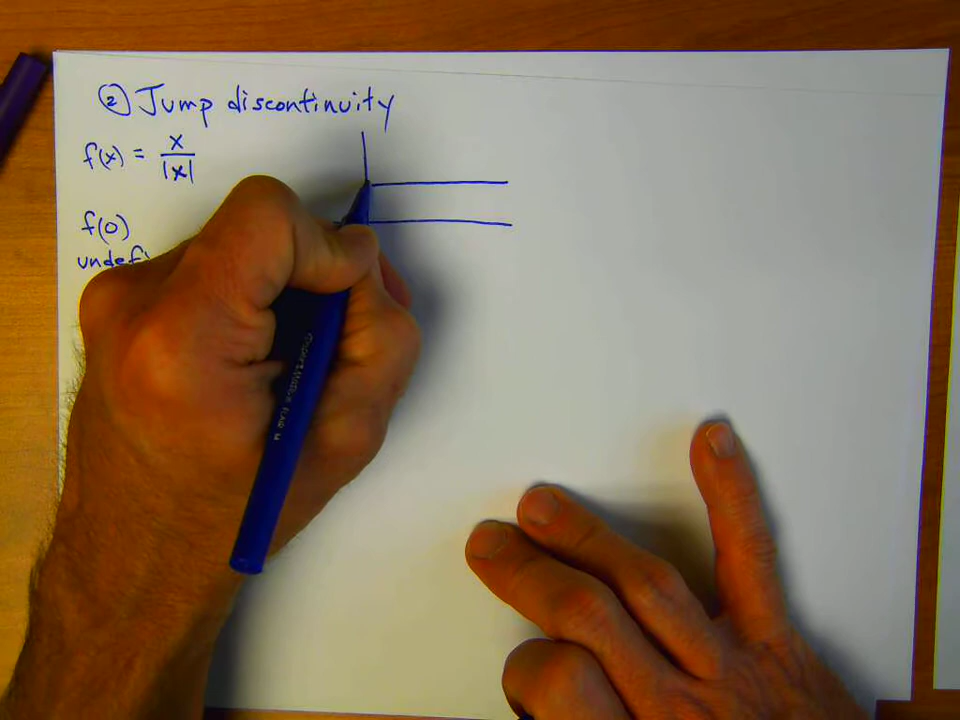 ② Jump discontinuity
f(x) = x / |x|
f(0)